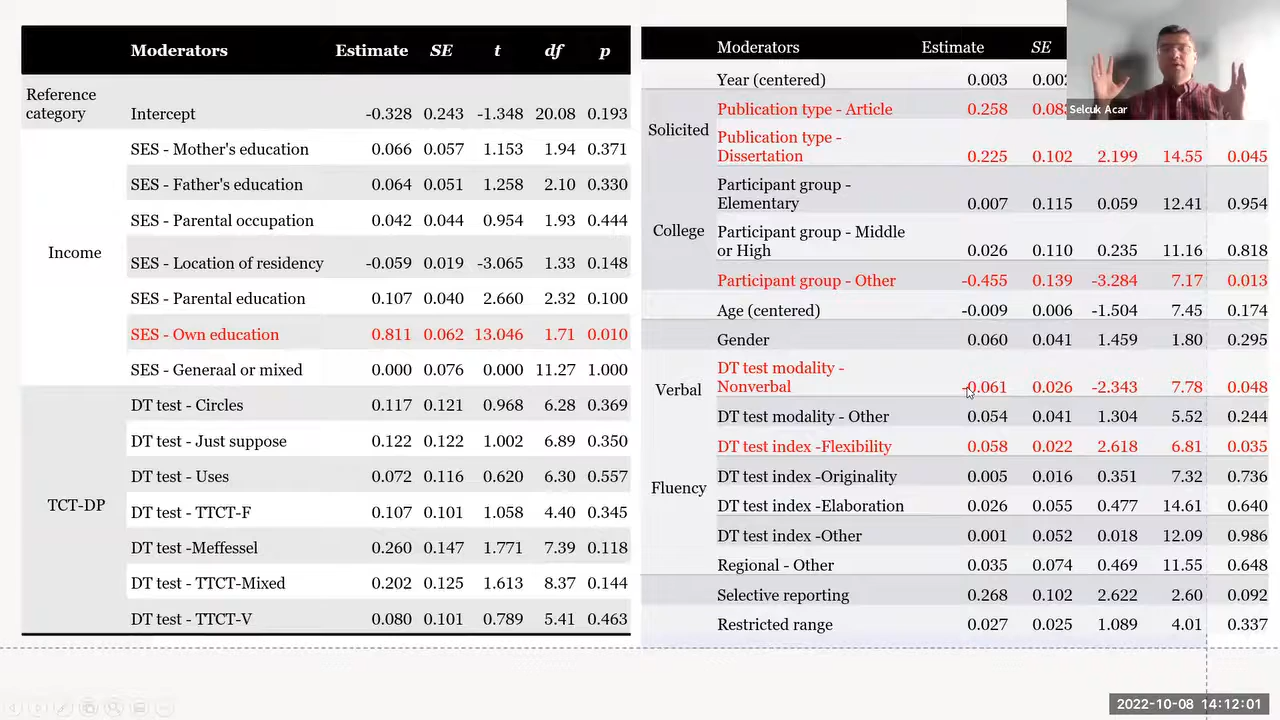 Moderators Estimate SE t df p
Reference
category
Intercept -0.328 0.243 -1.348 20.08 0.193
SES - Mother's education 0.066 0.057 1.153 1.94 0.371
SES - Father's education 0.064 0.051 1.258 2.10 0.330
SES - Parental occupation 0.042 0.044 0.954 1.93 0.444
Income
SES - Location of residency -0.059 0.019 -3.065 1.33 0.148
SES - Parental education 0.107 0.040 2.660 2.32 0.100
SES - Own education 0.811 0.062 13.046 1.71 0.010
SES - Generaal or mixed 0.000 0.076 0.000 11.27 1.000
DT test - Circles 0.117 0.121 0.968 6.28 0.369
DT test - Just suppose 0.122 0.122 1.002 6.89 0.350
DT test - Uses 0.072 0.116 0.620 6.30 0.557
TCT-DP
DT test - TTCT-F 0.107 0.101 1.058 4.40 0.345
DT test -Meffessel 0.260 0.147 1.771 7.39 0.118
DT test - TTCT-Mixed 0.202 0.125 1.613 8.37 0.144
DT test - TTCT-V 0.080 0.101 0.789 5.41 0.463
Moderators Estimate SE
Year (centered) 0.003
Solicited
Publication type - Article 0.258
Publication type -
Dissertation 0.225 0.102 2.199 14.55 0.045
Participant group -
Elementary 0.007 0.115 0.059 12.41 0.954
College
Participant group - Middle
or High 0.026 0.110 0.235 11.16 0.818
Participant group - Other -0.455 0.139 -3.284 7.17 0.013
Age (centered) -0.009 0.006 -1.504 7.45 0.174
Gender 0.060 0.041 1.459 1.80 0.295
Verbal
DT test modality -
Nonverbal -0.061 0.026 -2.343 7.78 0.048
DT test modality - Other 0.054 0.041 1.304 5.52 0.244
DT test index -Flexibility 0.058 0.022 2.618 6.81 0.035
DT test index -Originality 0.005 0.016 0.351 7.32 0.736
Fluency
DT test index -Elaboration 0.026 0.055 0.477 14.61 0.640
DT test index -Other 0.001 0.052 0.018 12.09 0.986
Regional - Other 0.035 0.074 0.469 11.55 0.648
Selective reporting 0.268 0.102 2.622 2.60 0.092
Restricted range 0.027 0.025 1.089 4.01 0.337
Selcuk Acar
2022-10-08 14:12:01